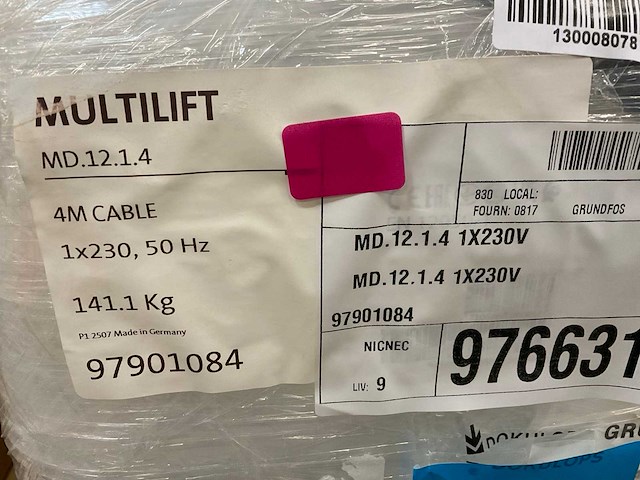 130008078
MULTILIFT
MD.12.1.4
4M CABLE
1x230, 50 Hz
141.1 Kg
P1 2507 Made in Germany
97901084
830 LOCAL:
FOURN: 0817 GRUNDFOS
MD.12.1.4 1X230V
MD.12.1.4 1X230V
97901084
NICNEC
LIV: 9
976631
GRU